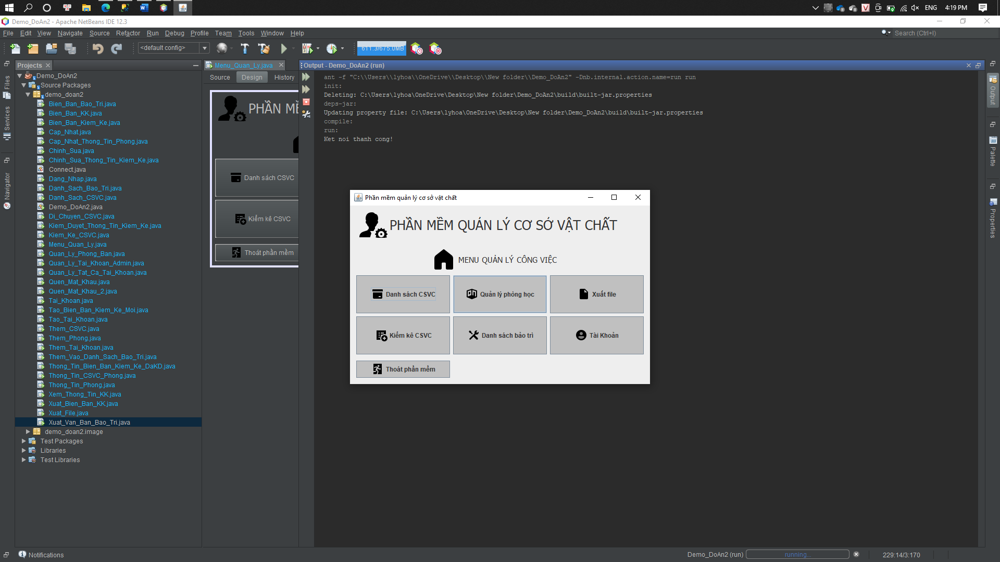 ENG 4:19 PM
Demo_DoAn2 - Apache NetBeans IDE 12.3
File Edit View Navigate Source Refactor Run Debug Profile Team Tools Window Help
Search (Ctrl+I)
<default config>
611.3/675.0MB
Projects
Menu_Quan_Ly.java
Output - Demo_DoAn2 (run)
Files
Services
Navigator
Demo_DoAn2
Source Packages
demo_doan2
Bien_Ban_Bao_Tri.java
Bien_Ban_KK.java
Bien_Ban_Kiem_Ke.java
Cap_Nhat.java
Cap_Nhat_Thong_Tin_Phong.java
Chinh_Sua.java
Chinh_Sua_Thong_Tin_Kiem_Ke.java
Connect.java
Dang_Nhap.java
Danh_Sach_Bao_Tri.java
Danh_Sach_CSVC.java
Demo_DoAn2.java
Di_Chuyen_CSVC.java
Kiem_Duyet_Thong_Tin_Kiem_Ke.java
Kiem_Ke_CSVC.java
Menu_Quan_Ly.java
Quan_Ly_Phong_Ban.java
Quan_Ly_Tai_Khoan_Admin.java
Quan_Ly_Tat_Ca_Tai_Khoan.java
Quen_Mat_Khau.java
Quen_Mat_Khau_2.java
Tai_Khoan.java
Tao_Bien_Ban_Kiem_Ke_Moi.java
Tao_Tai_Khoan.java
Them_CSVC.java
Them_Phong.java
Them_Tai_Khoan.java
Them_Vao_Danh_Sach_Bao_Tri.java
Thong_Tin_Bien_Ban_Kiem_Ke_DaKD.java
Thong_Tin_CSVC_Phong.java
Thong_Tin_Phong.java
Xem_Thong_Tin_KK.java
Xuat_Bien_Ban_KK.java
Xuat_File.java
Xuat_Van_Ban_Bao_Tri.java
demo_doan2.image
Test Packages
Libraries
Test Libraries
Source Design History
PHẦN MỀ
Danh sách CSVC
Kiểm kê CSVC
Thoát phần mềm
ant -f "C:\\Users\\lyhoa\\OneDrive\\Desktop\\New folder\\Demo_DoAn2" -Dnb.internal.action.name=run run
init:
Deleting: C:\Users\lyhoa\OneDrive\Desktop\New folder\Demo_DoAn2\build\built-jar.properties
deps-jar:
Updating property file: C:\Users\lyhoa\OneDrive\Desktop\New folder\Demo_DoAn2\build\built-jar.properties
compile:
run:
Ket noi thanh cong!
Phần mềm quản lý cơ sở vật chất
PHẦN MỀM QUẢN LÝ CƠ SỞ VẬT CHẤT
MENU QUẢN LÝ CÔNG VIỆC
Danh sách CSVC
Quản lý phòng học
Xuất file
Kiểm kê CSVC
Danh sách bảo trì
Tài Khoản
Thoát phần mềm
Output
Palette
Properties
Notifications
Demo_DoAn2 (run) running... 229:14/3:170